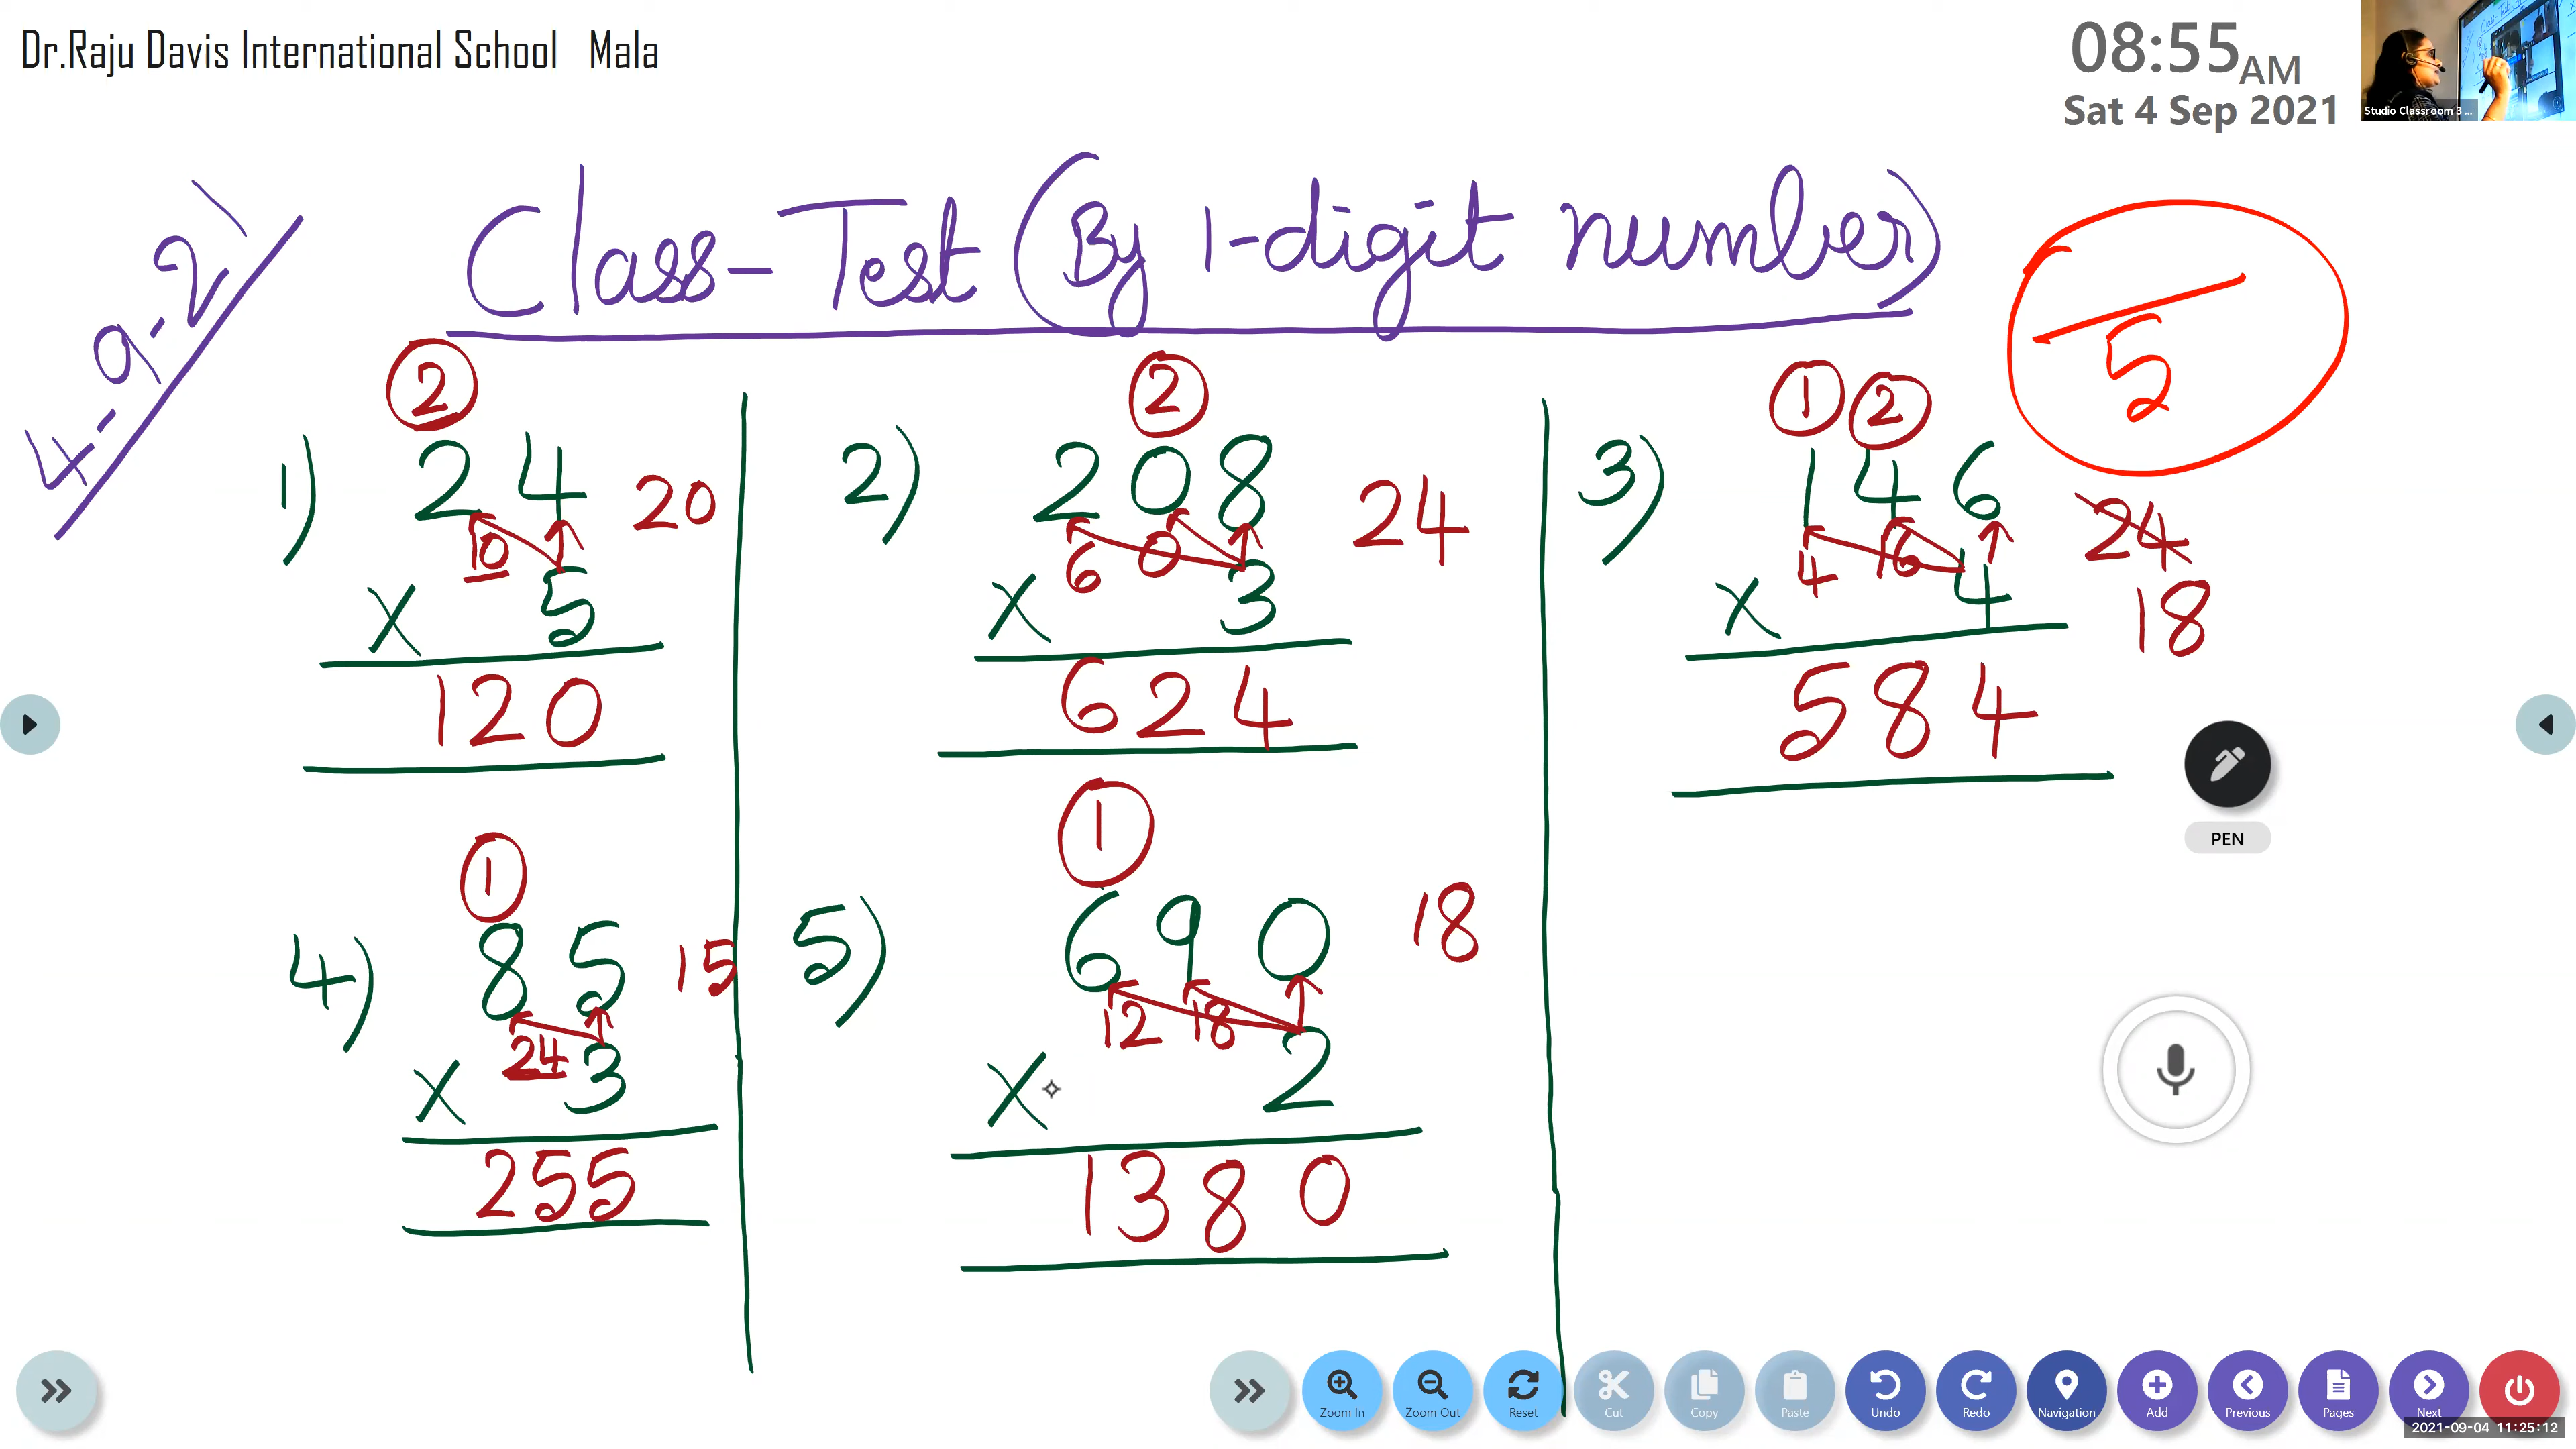 Dr.Raju Davis International School Mala
08:55AM
Sat 4 Sep 2021
Studio Classroom 3 ...
4-9-21
Class-Test (By 1-digit number)
5
2
1) 24 20
10
x 5
120
2
2) 208 24
6 0
x 3
624
1 2
3) 146 24
4 16 18
x 4
584
PEN
1
4) 85 15
24
x 3
255
1
5) 690 18
12 18
x 2
1380
Zoom In Zoom Out Reset Cut Copy Paste Undo Redo Navigation Add Previous Pages Next
2021-09-04 11:25:12